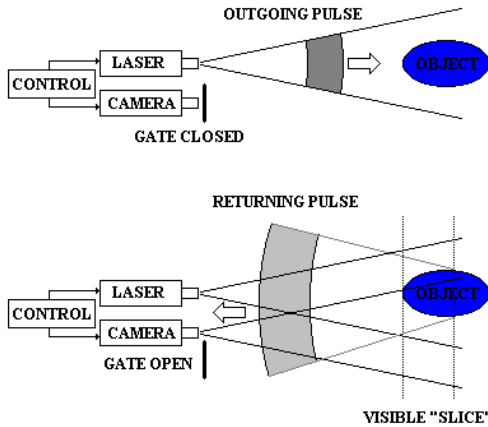 OUTGOING PULSE
LASER
OBJECT
CONTROL
CAMERA
GATE CLOSED
RETURNING PULSE
LASER
OBJECT
CONTROL
CAMERA
GATE OPEN
VISIBLE "SLICE"